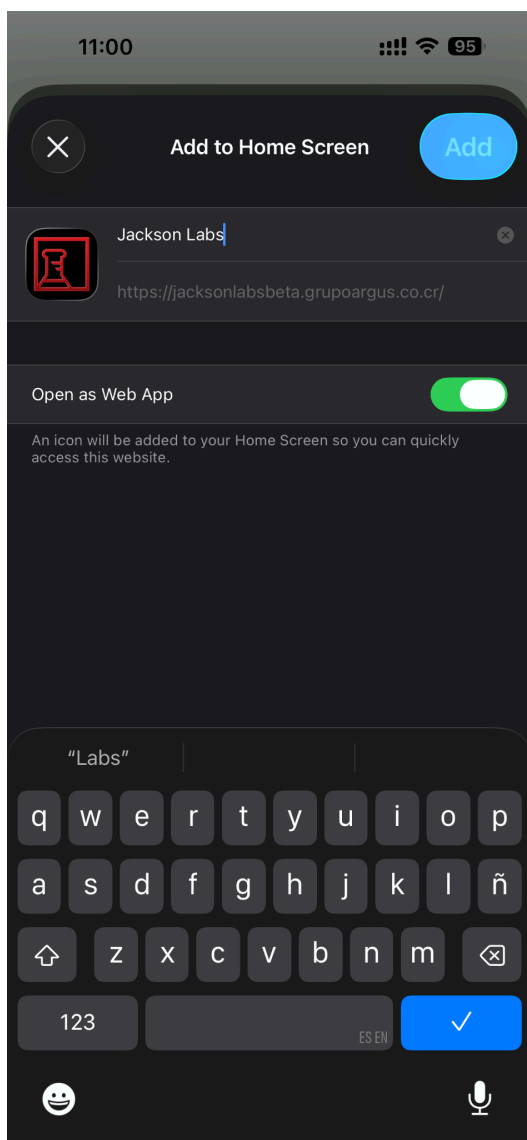 11:00
95
Add to Home Screen
Add
Jackson Labs
https://jacksonlabsbeta.grupoargus.co.cr/
Open as Web App
An icon will be added to your Home Screen so you can quickly
access this website.
“Labs”
q w e r t y u i o p
a s d f g h j k l ñ
z x c v b n m
123
ES EN